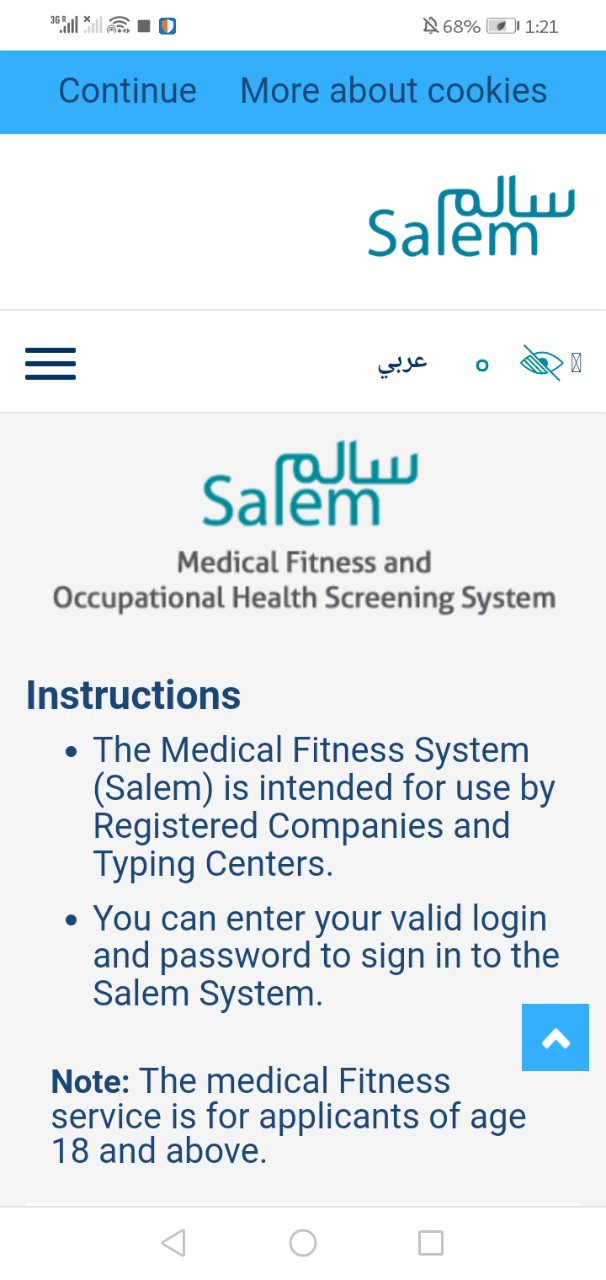 3G R
68% 1:21
Continue More about cookies
سالم
Salem
عربي
سالم
Salem
Medical Fitness and
Occupational Health Screening System
Instructions
• The Medical Fitness System
(Salem) is intended for use by
Registered Companies and
Typing Centers.
• You can enter your valid login
and password to sign in to the
Salem System.
Note: The medical Fitness
service is for applicants of age
18 and above.